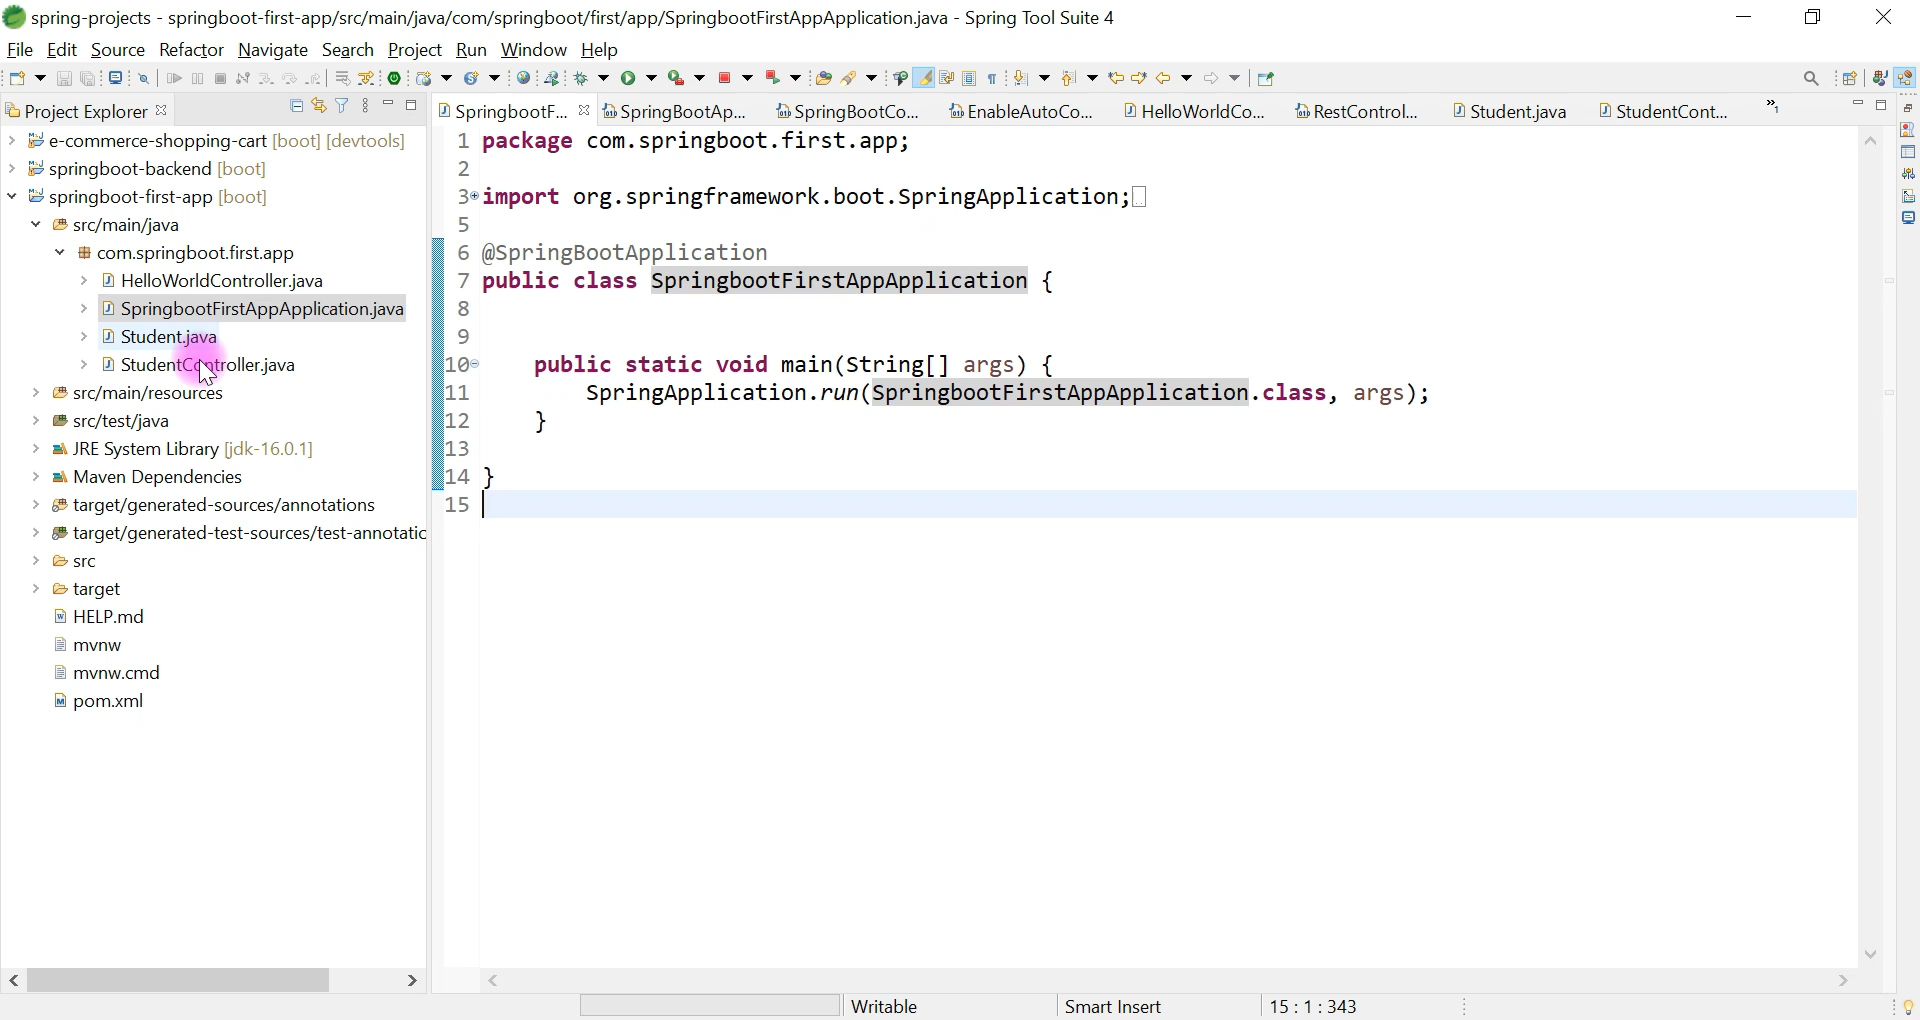 spring-projects - springboot-first-app/src/main/java/com/springboot/first/app/SpringbootFirstAppApplication.java - Spring Tool Suite 4
File Edit Source Refactor Navigate Search Project Run Window Help
Project Explorer
e-commerce-shopping-cart [boot] [devtools]
springboot-backend [boot]
springboot-first-app [boot]
src/main/java
com.springboot.first.app
HelloWorldController.java
SpringbootFirstAppApplication.java
Student.java
StudentController.java
src/main/resources
src/test/java
JRE System Library [jdk-16.0.1]
Maven Dependencies
target/generated-sources/annotations
target/generated-test-sources/test-annotatic
src
target
HELP.md
mvnw
mvnw.cmd
pom.xml
SpringbootF... SpringBootAp... SpringBootCo... EnableAutoCo... HelloWorldCo... RestControl... Student.java StudentCont... »1
1 package com.springboot.first.app;
2
3 import org.springframework.boot.SpringApplication;
5
6 @SpringBootApplication
7 public class SpringbootFirstAppApplication {
8
9
10 public static void main(String[] args) {
11 SpringApplication.run(SpringbootFirstAppApplication.class, args);
12 }
13
14 }
15
Writable Smart Insert 15 : 1 : 343